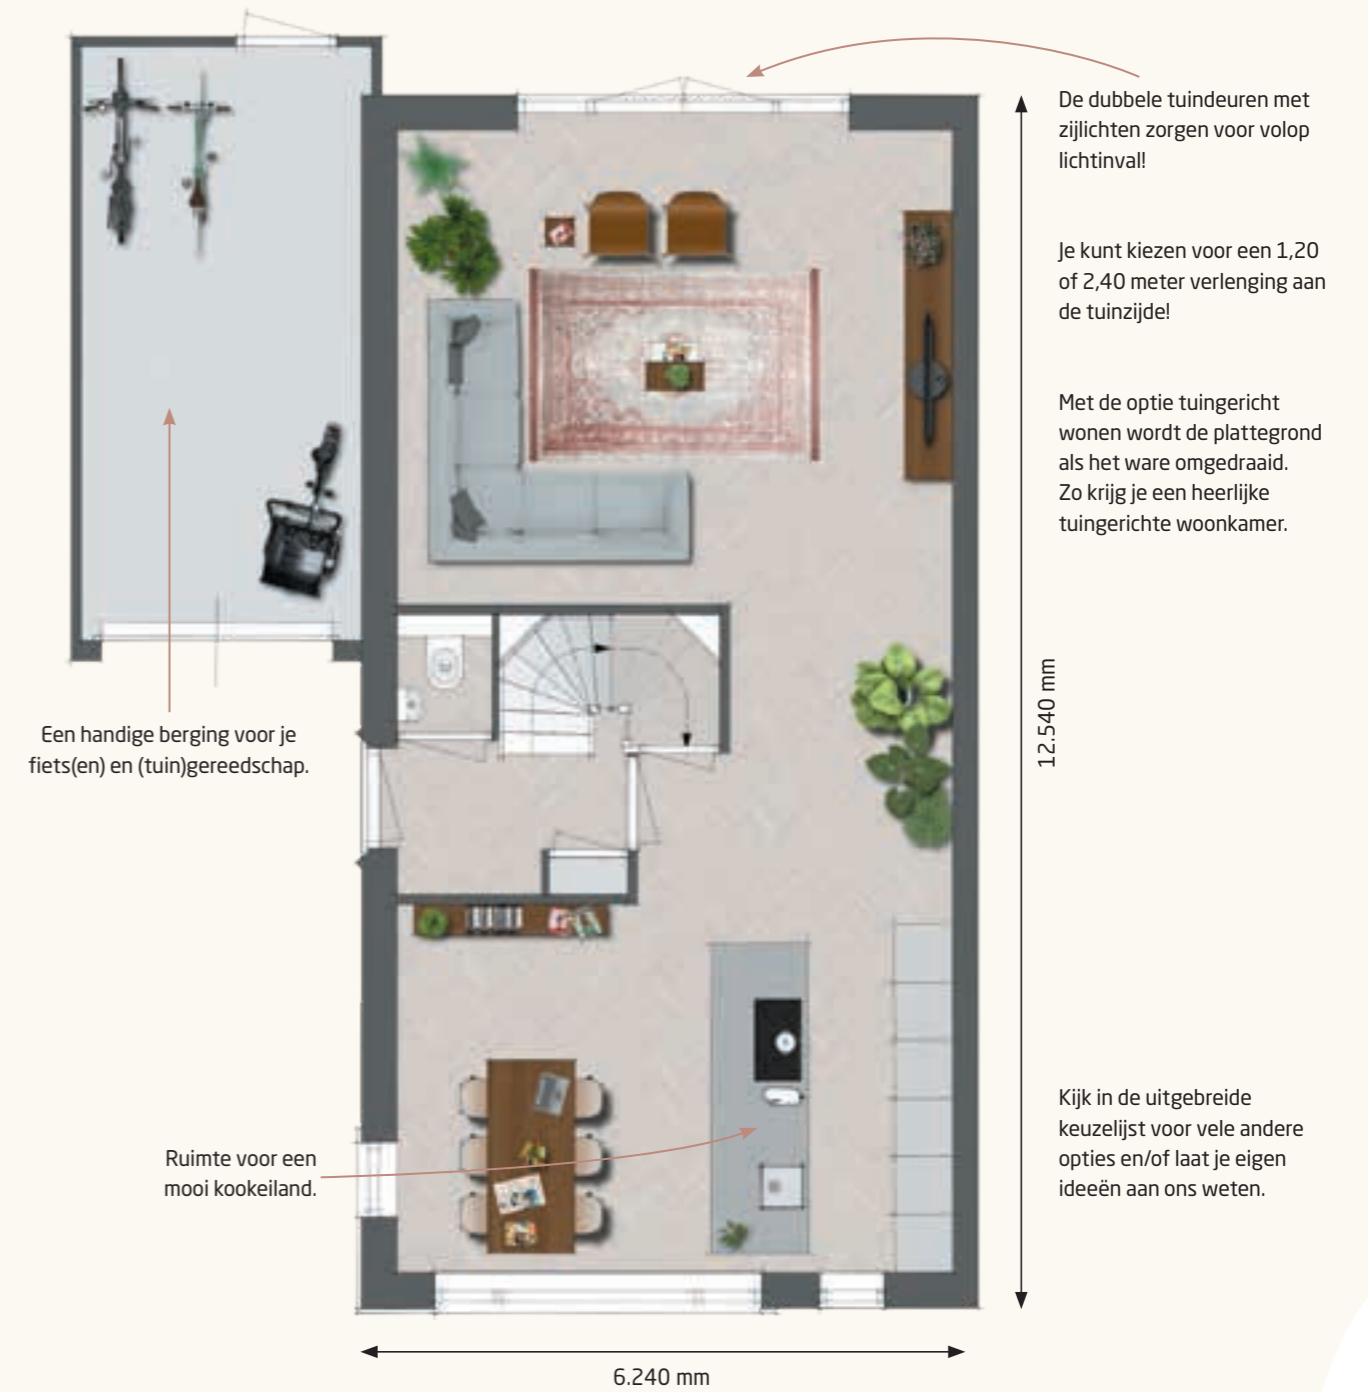 De dubbele tuindeuren met
zijlichten zorgen voor volop
lichtinval!
Je kunt kiezen voor een 1,20
of 2,40 meter verlenging aan
de tuinzijde!
Met de optie tuingericht
wonen wordt de plattegrond
als het ware omgedraaid.
Zo krijg je een heerlijke
tuingerichte woonkamer.
12.540 mm
Een handige berging voor je
fiets(en) en (tuin)gereedschap.
Kijk in de uitgebreide
keuzelijst voor vele andere
opties en/of laat je eigen
ideeën aan ons weten.
Ruimte voor een
mooi kookeiland.
6.240 mm